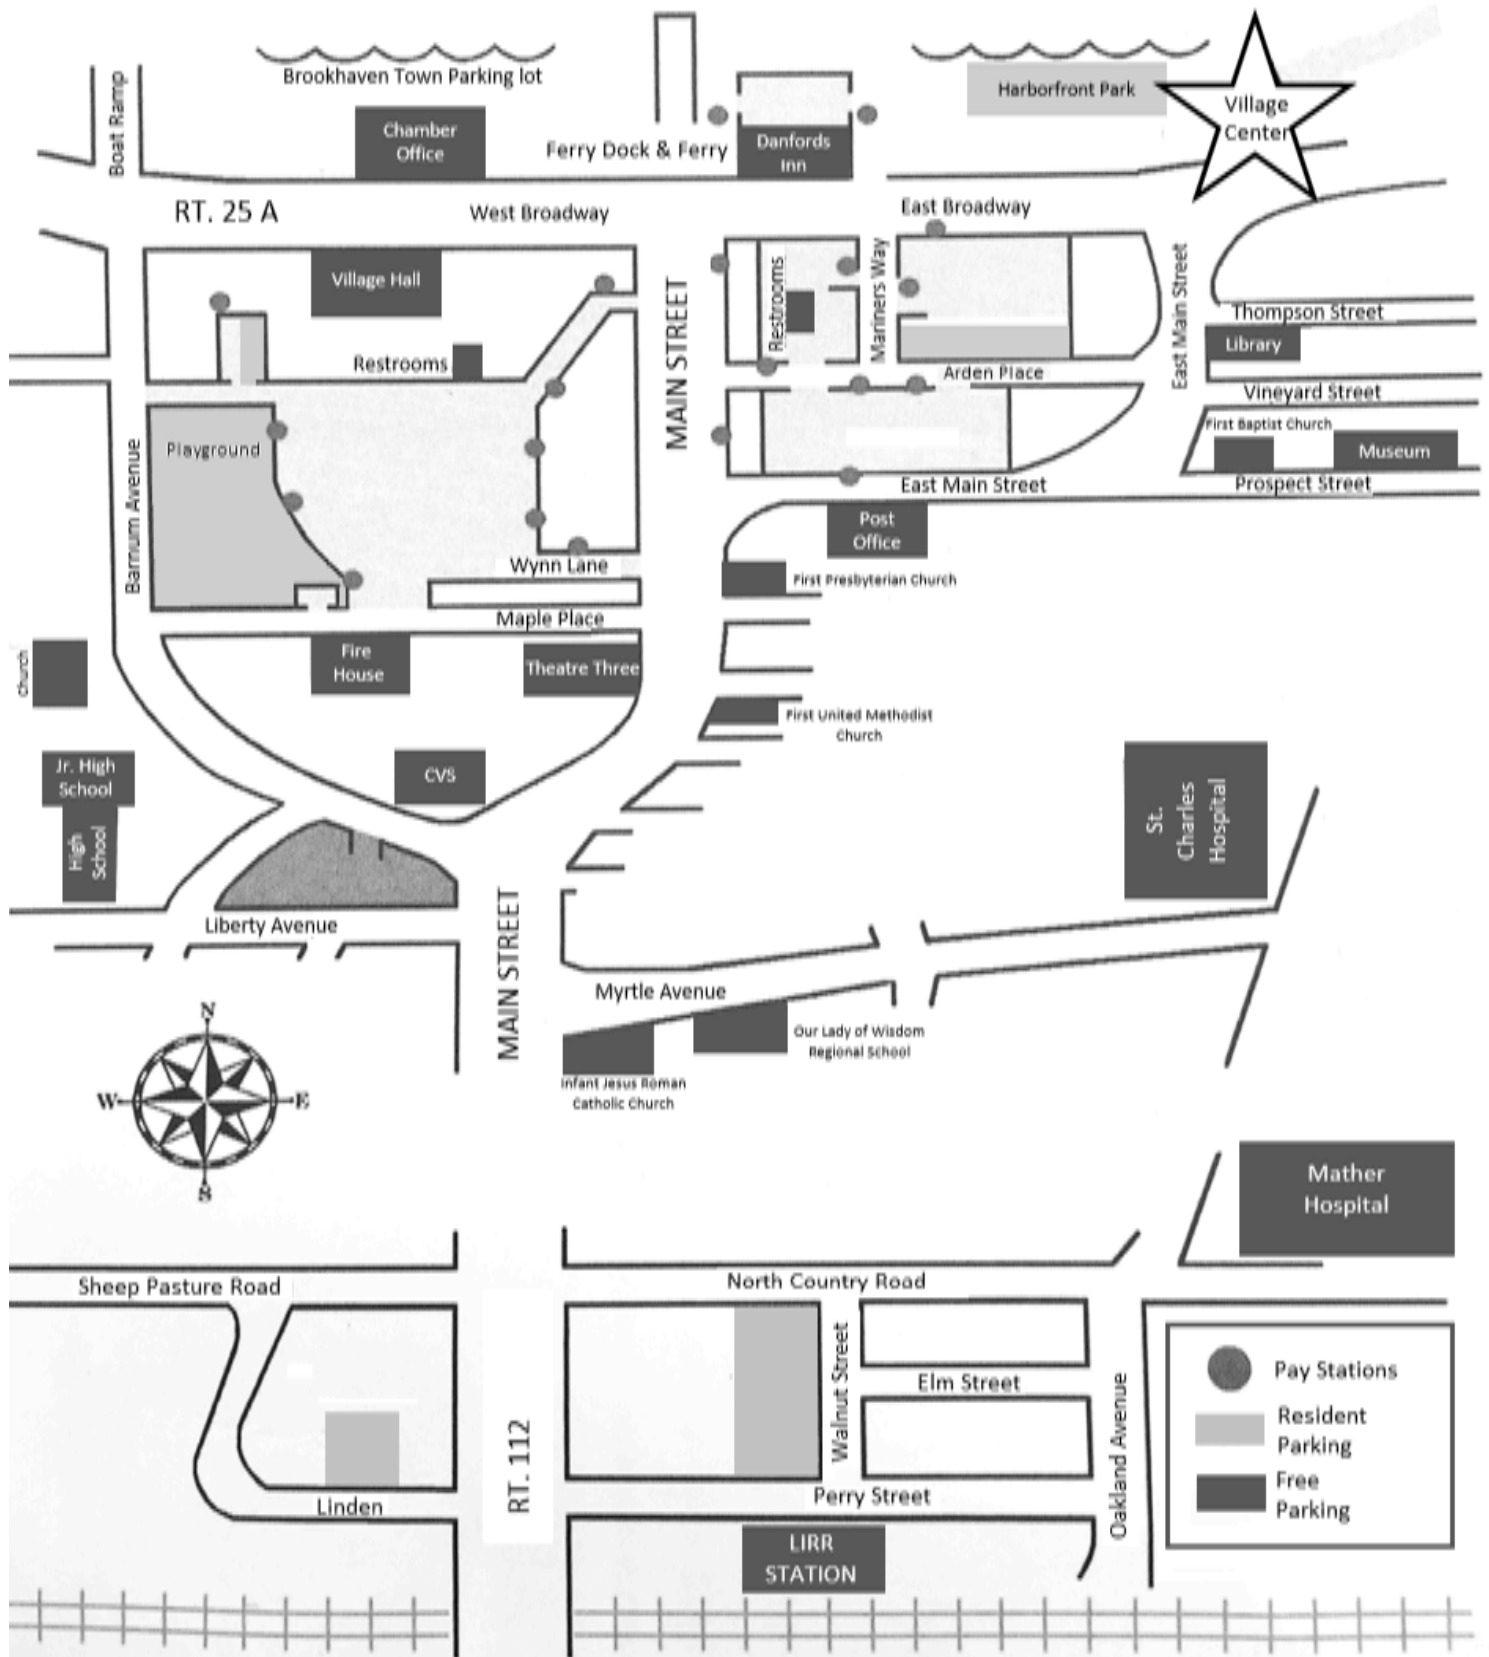 Boat Ramp
Brookhaven Town Parking lot
Chamber
Office
Ferry Dock & Ferry
Danfords
Inn
Harborfront Park
Village
Center
RT. 25 A
West Broadway
East Broadway
Village Hall
Restrooms
MAIN STREET
Restrooms
Mariners Way
Arden Place
East Main Street
Thompson Street
Library
Vineyard Street
First Baptist Church
Museum
Prospect Street
East Main Street
Playground
Barnum Avenue
Post
Office
Wynn Lane
First Presbyterian Church
Maple Place
Fire
House
Theatre Three
Church
First United Methodist
Church
Jr. High
School
High
School
CVS
St.
Charles
Hospital
Liberty Avenue
MAIN STREET
Myrtle Avenue
Our Lady of Wisdom
Regional School
Infant Jesus Roman
Catholic Church
N
W
E
S
Mather
Hospital
Sheep Pasture Road
North Country Road
Walnut Street
Elm Street
Oakland Avenue
RT. 112
Linden
Perry Street
LIRR
STATION
Pay Stations
Resident
Parking
Free
Parking